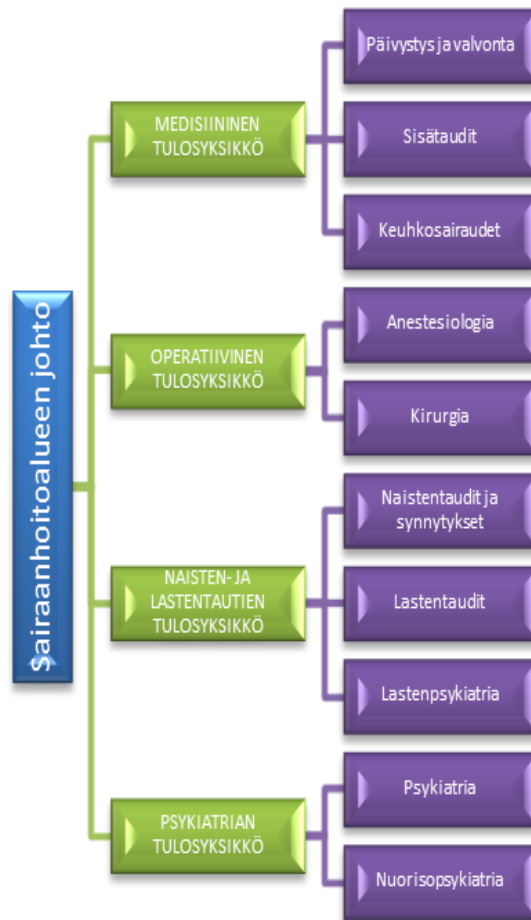 Sairaanhoitoalueen johto
MEDISIININEN
TULOSYKSIKKÖ
Päivystys ja valvonta
Sisätaudit
Keuhkosairaudet
OPERATIIVINEN
TULOSYKSIKKÖ
Anestesiologia
Kirurgia
NAISTEN- JA
LASTENTAUTIEN
TULOSYKSIKKÖ
Naistentaudit ja
synnytykset
Lastentaudit
Lastenpsykiatria
PSYKIATRIAN
TULOSYKSIKKÖ
Psykiatria
Nuorisopsykiatria